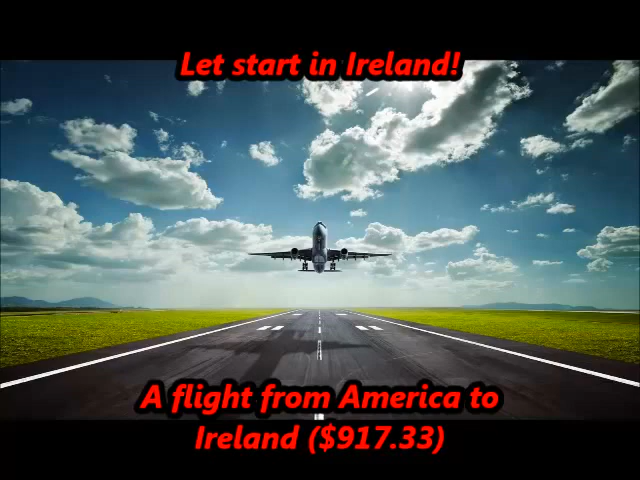 Let start in Ireland!
A flight from America to
Ireland ($917.33)